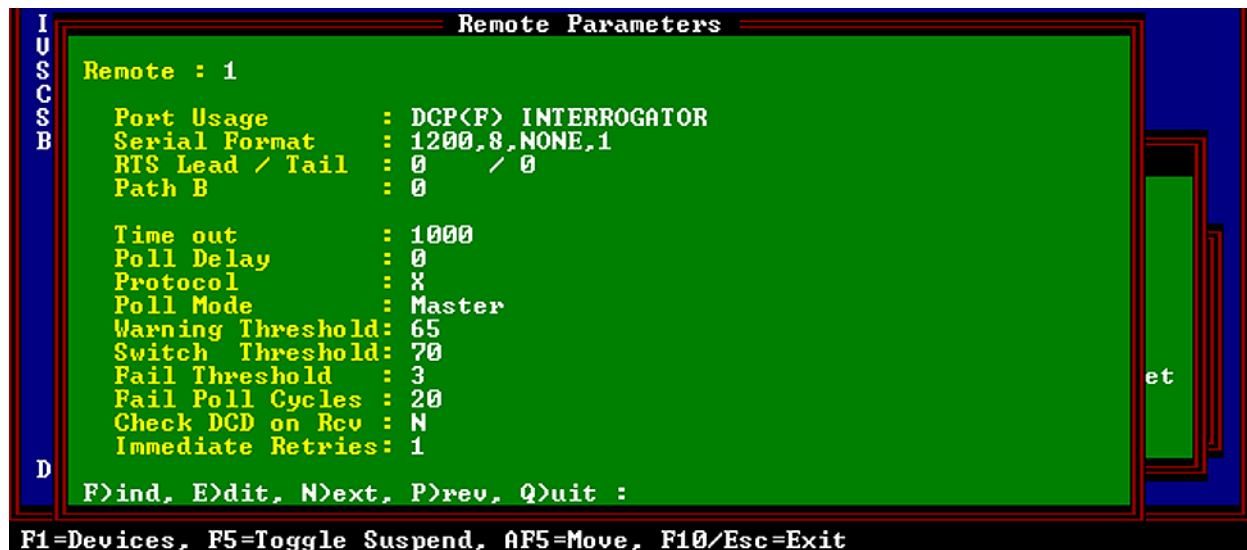 Remote Parameters
I
V
S
C
S
B
Remote : 1
Port Usage : DCP(F) INTERROGATOR
Serial Format : 1200,8,NONE,1
RTS Lead / Tail : 0 / 0
Path B : 0
Time out : 1000
Poll Delay : 0
Protocol : X
Poll Mode : Master
Warning Threshold: 65
Switch Threshold: 70
Fail Threshold : 3
et
Fail Poll Cycles : 20
Check DCD on Rcv : N
Immediate Retries: 1
D
F)ind, E)dit, N)ext, P)rev, Q)uit :
F1=Devices, F5=Toggle Suspend, AF5=Move, F10/Esc=Exit